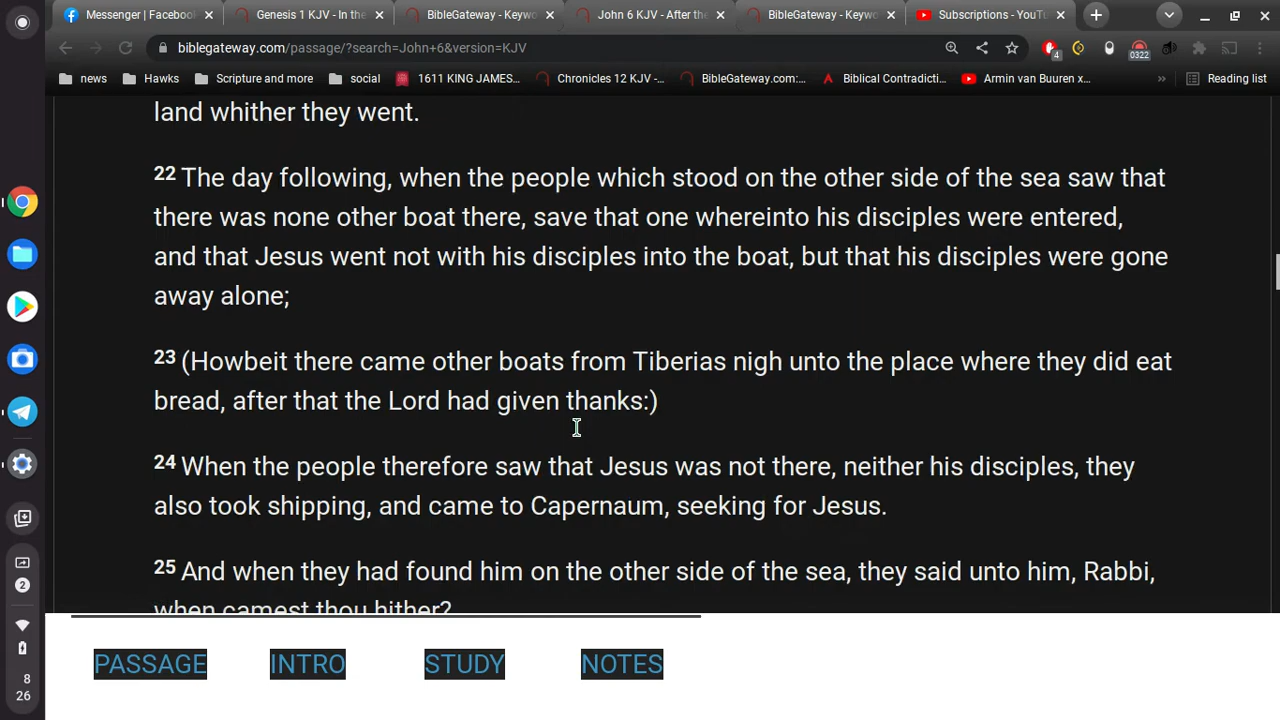 Messenger | Facebook
Genesis 1 KJV - In the
BibleGateway - Keywo
John 6 KJV - After the
BibleGateway - Keywo
Subscriptions - YouTu
biblegateway.com/passage/?search=John+6&version=KJV
4
0322
news
Hawks
Scripture and more
social
1611 KING JAMES...
Chronicles 12 KJV -...
BibleGateway.com:...
Biblical Contradicti...
Armin van Buuren x...
»
Reading list
land whither they went.
22 The day following, when the people which stood on the other side of the sea saw that
there was none other boat there, save that one whereinto his disciples were entered,
and that Jesus went not with his disciples into the boat, but that his disciples were gone
away alone;
23 (Howbeit there came other boats from Tiberias nigh unto the place where they did eat
bread, after that the Lord had given thanks:)
24 When the people therefore saw that Jesus was not there, neither his disciples, they
also took shipping, and came to Capernaum, seeking for Jesus.
25 And when they had found him on the other side of the sea, they said unto him, Rabbi,
when camest thou hither?
PASSAGE
INTRO
STUDY
NOTES
2
8
26